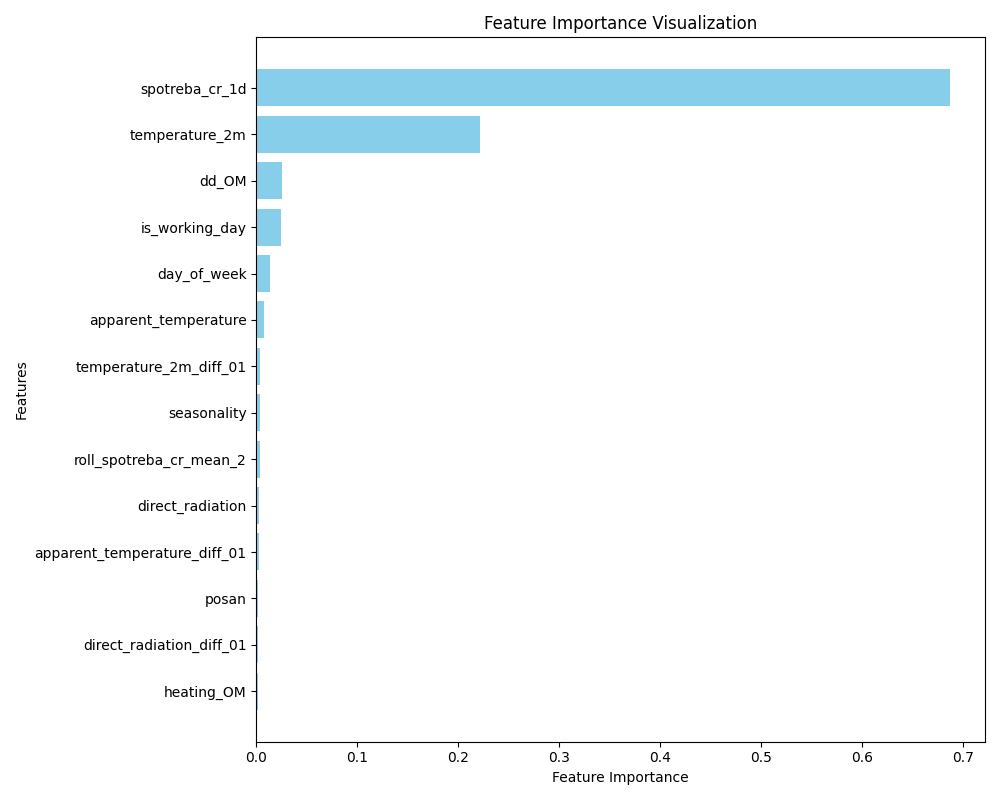 Feature Importance Visualization
spotreba_cr_1d
temperature_2m
dd_OM
is_working_day
day_of_week
apparent_temperature
temperature_2m_diff_01
seasonality
roll_spotreba_cr_mean_2
direct_radiation
apparent_temperature_diff_01
posan
direct_radiation_diff_01
heating_OM
Features
0.0 0.1 0.2 0.3 0.4 0.5 0.6 0.7
Feature Importance